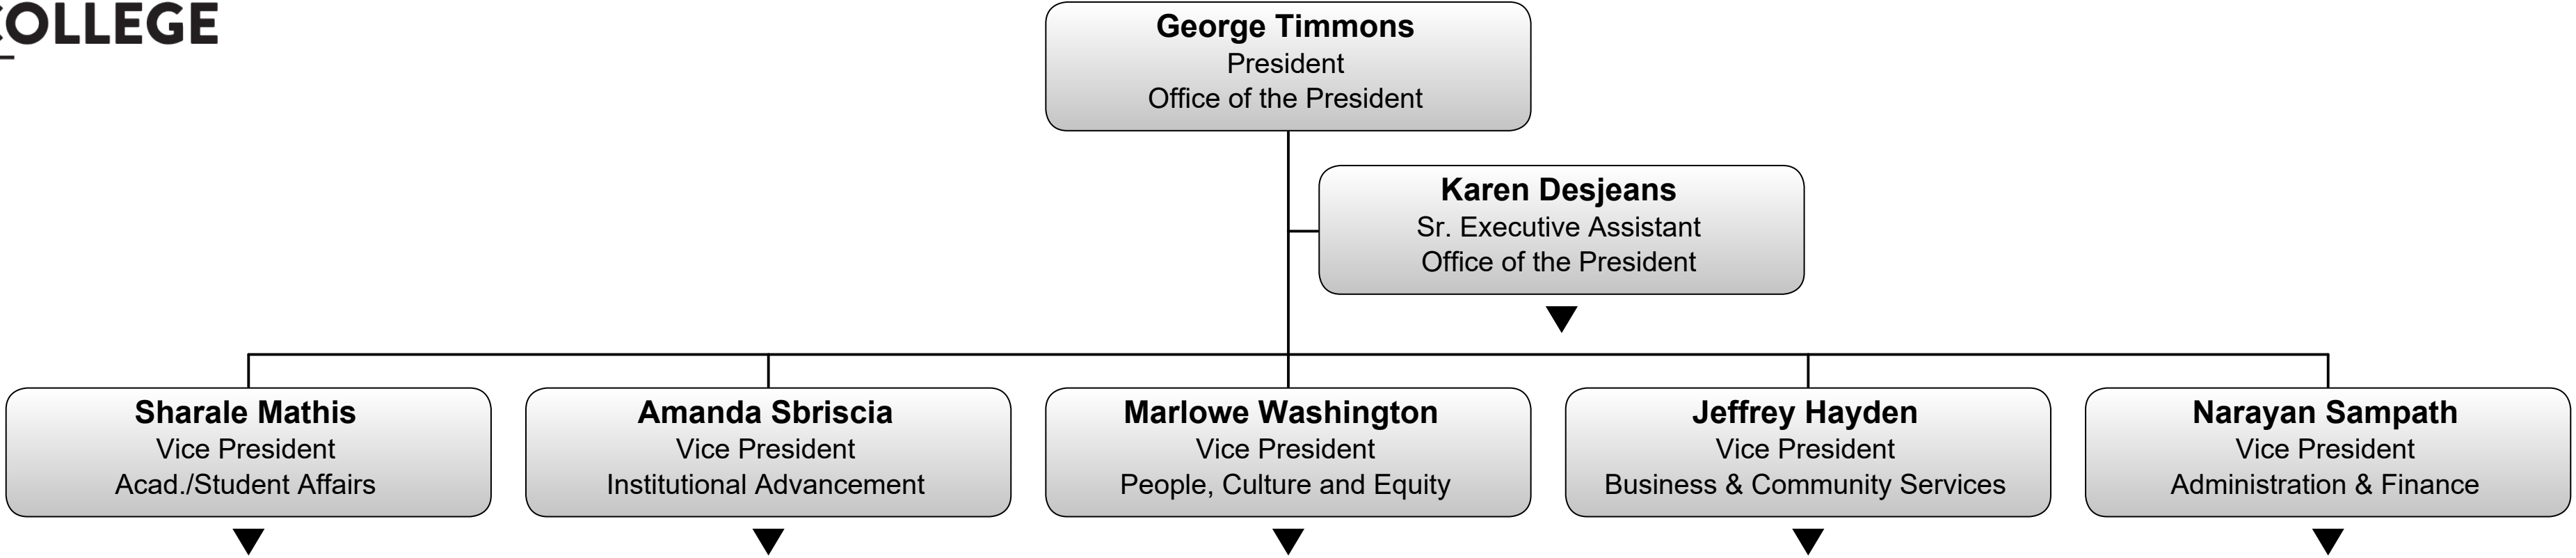 COLLEGE
George Timmons
President
Office of the President
Karen Desjeans
Sr. Executive Assistant
Office of the President
Sharale Mathis
Vice President
Acad./Student Affairs
Amanda Sbriscia
Vice President
Institutional Advancement
Marlowe Washington
Vice President
People, Culture and Equity
Jeffrey Hayden
Vice President
Business & Community Services
Narayan Sampath
Vice President
Administration & Finance